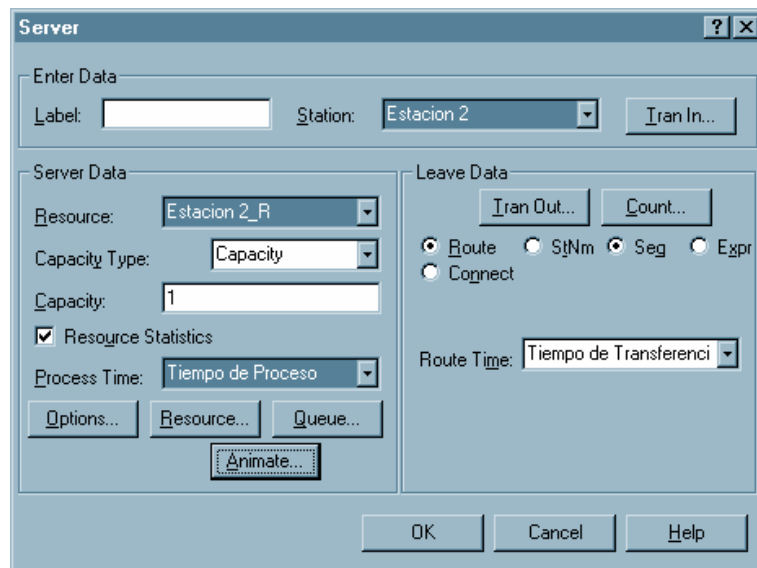 Server
Enter Data
Label:
Station: Estacion 2
Tran In...
Server Data
Resource: Estacion 2_R
Capacity Type: Capacity
Capacity: 1
Resource Statistics
Process Time: Tiempo de Proceso
Options... Resource... Queue...
Animate...
Leave Data
Tran Out... Count...
Route StNm Seq Expr
Connect
Route Time: Tiempo de Transferenci
OK Cancel Help